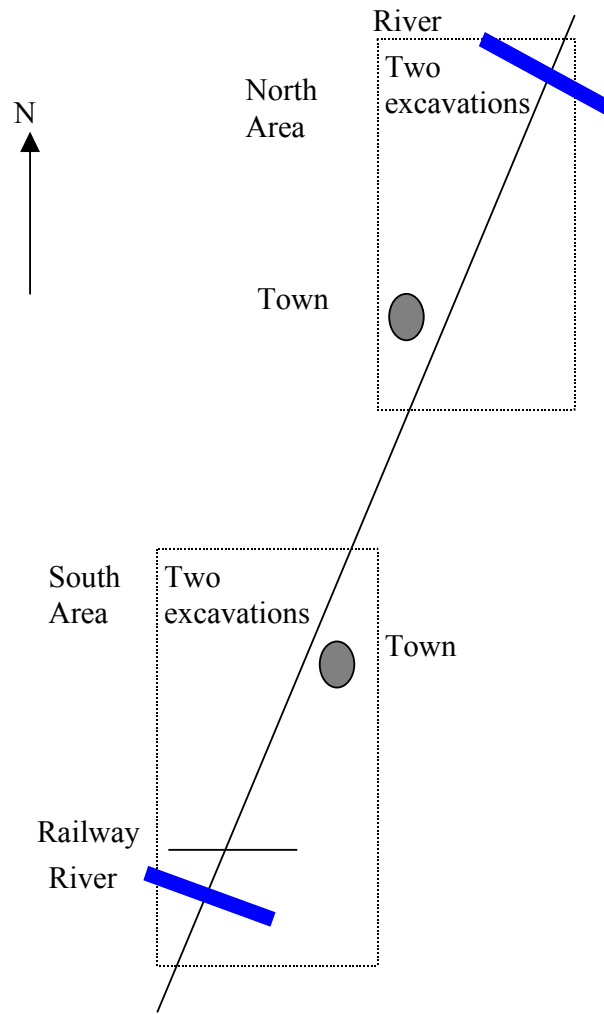 River
Two
excavations
North
Area
N
Town
South
Area
Two
excavations
Town
Railway
River